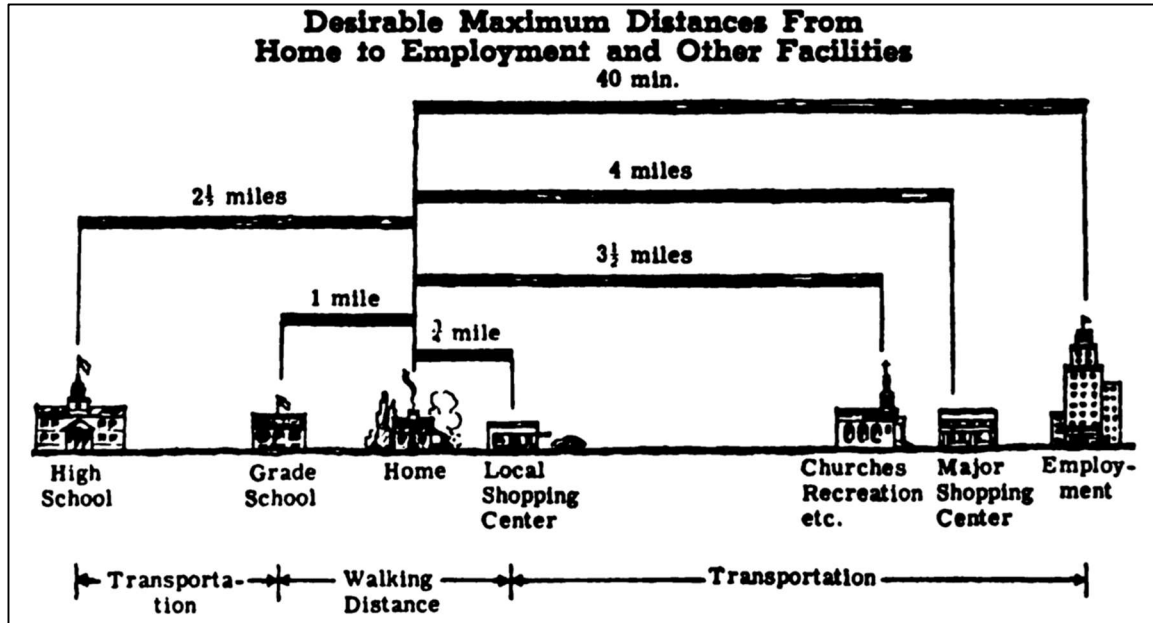 Desirable Maximum Distances From
Home to Employment and Other Facilities
40 min.
4 miles
2½ miles
3½ miles
1 mile
¾ mile
High
School
Grade
School
Home
Local
Shopping
Center
Churches
Recreation
etc.
Major
Shopping
Center
Employ-
ment
Transporta-
tion
Walking
Distance
Transportation